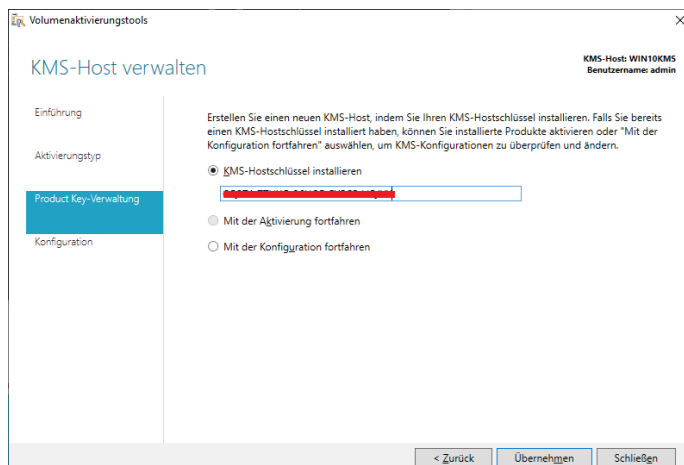 Volumenaktivierungstools
KMS-Host verwalten
KMS-Host: WIN10KMS
Benutzername: admin
Einführung
Aktivierungstyp
Product Key-Verwaltung
Konfiguration
Erstellen Sie einen neuen KMS-Host, indem Sie Ihren KMS-Hostschlüssel installieren. Falls Sie bereits
einen KMS-Hostschlüssel installiert haben, können Sie installierte Produkte aktivieren oder "Mit der
Konfiguration fortfahren" auswählen, um KMS-Konfigurationen zu überprüfen und ändern.
KMS-Hostschlüssel installieren
Mit der Aktivierung fortfahren
Mit der Konfiguration fortfahren
< Zurück
Übernehmen
Schließen